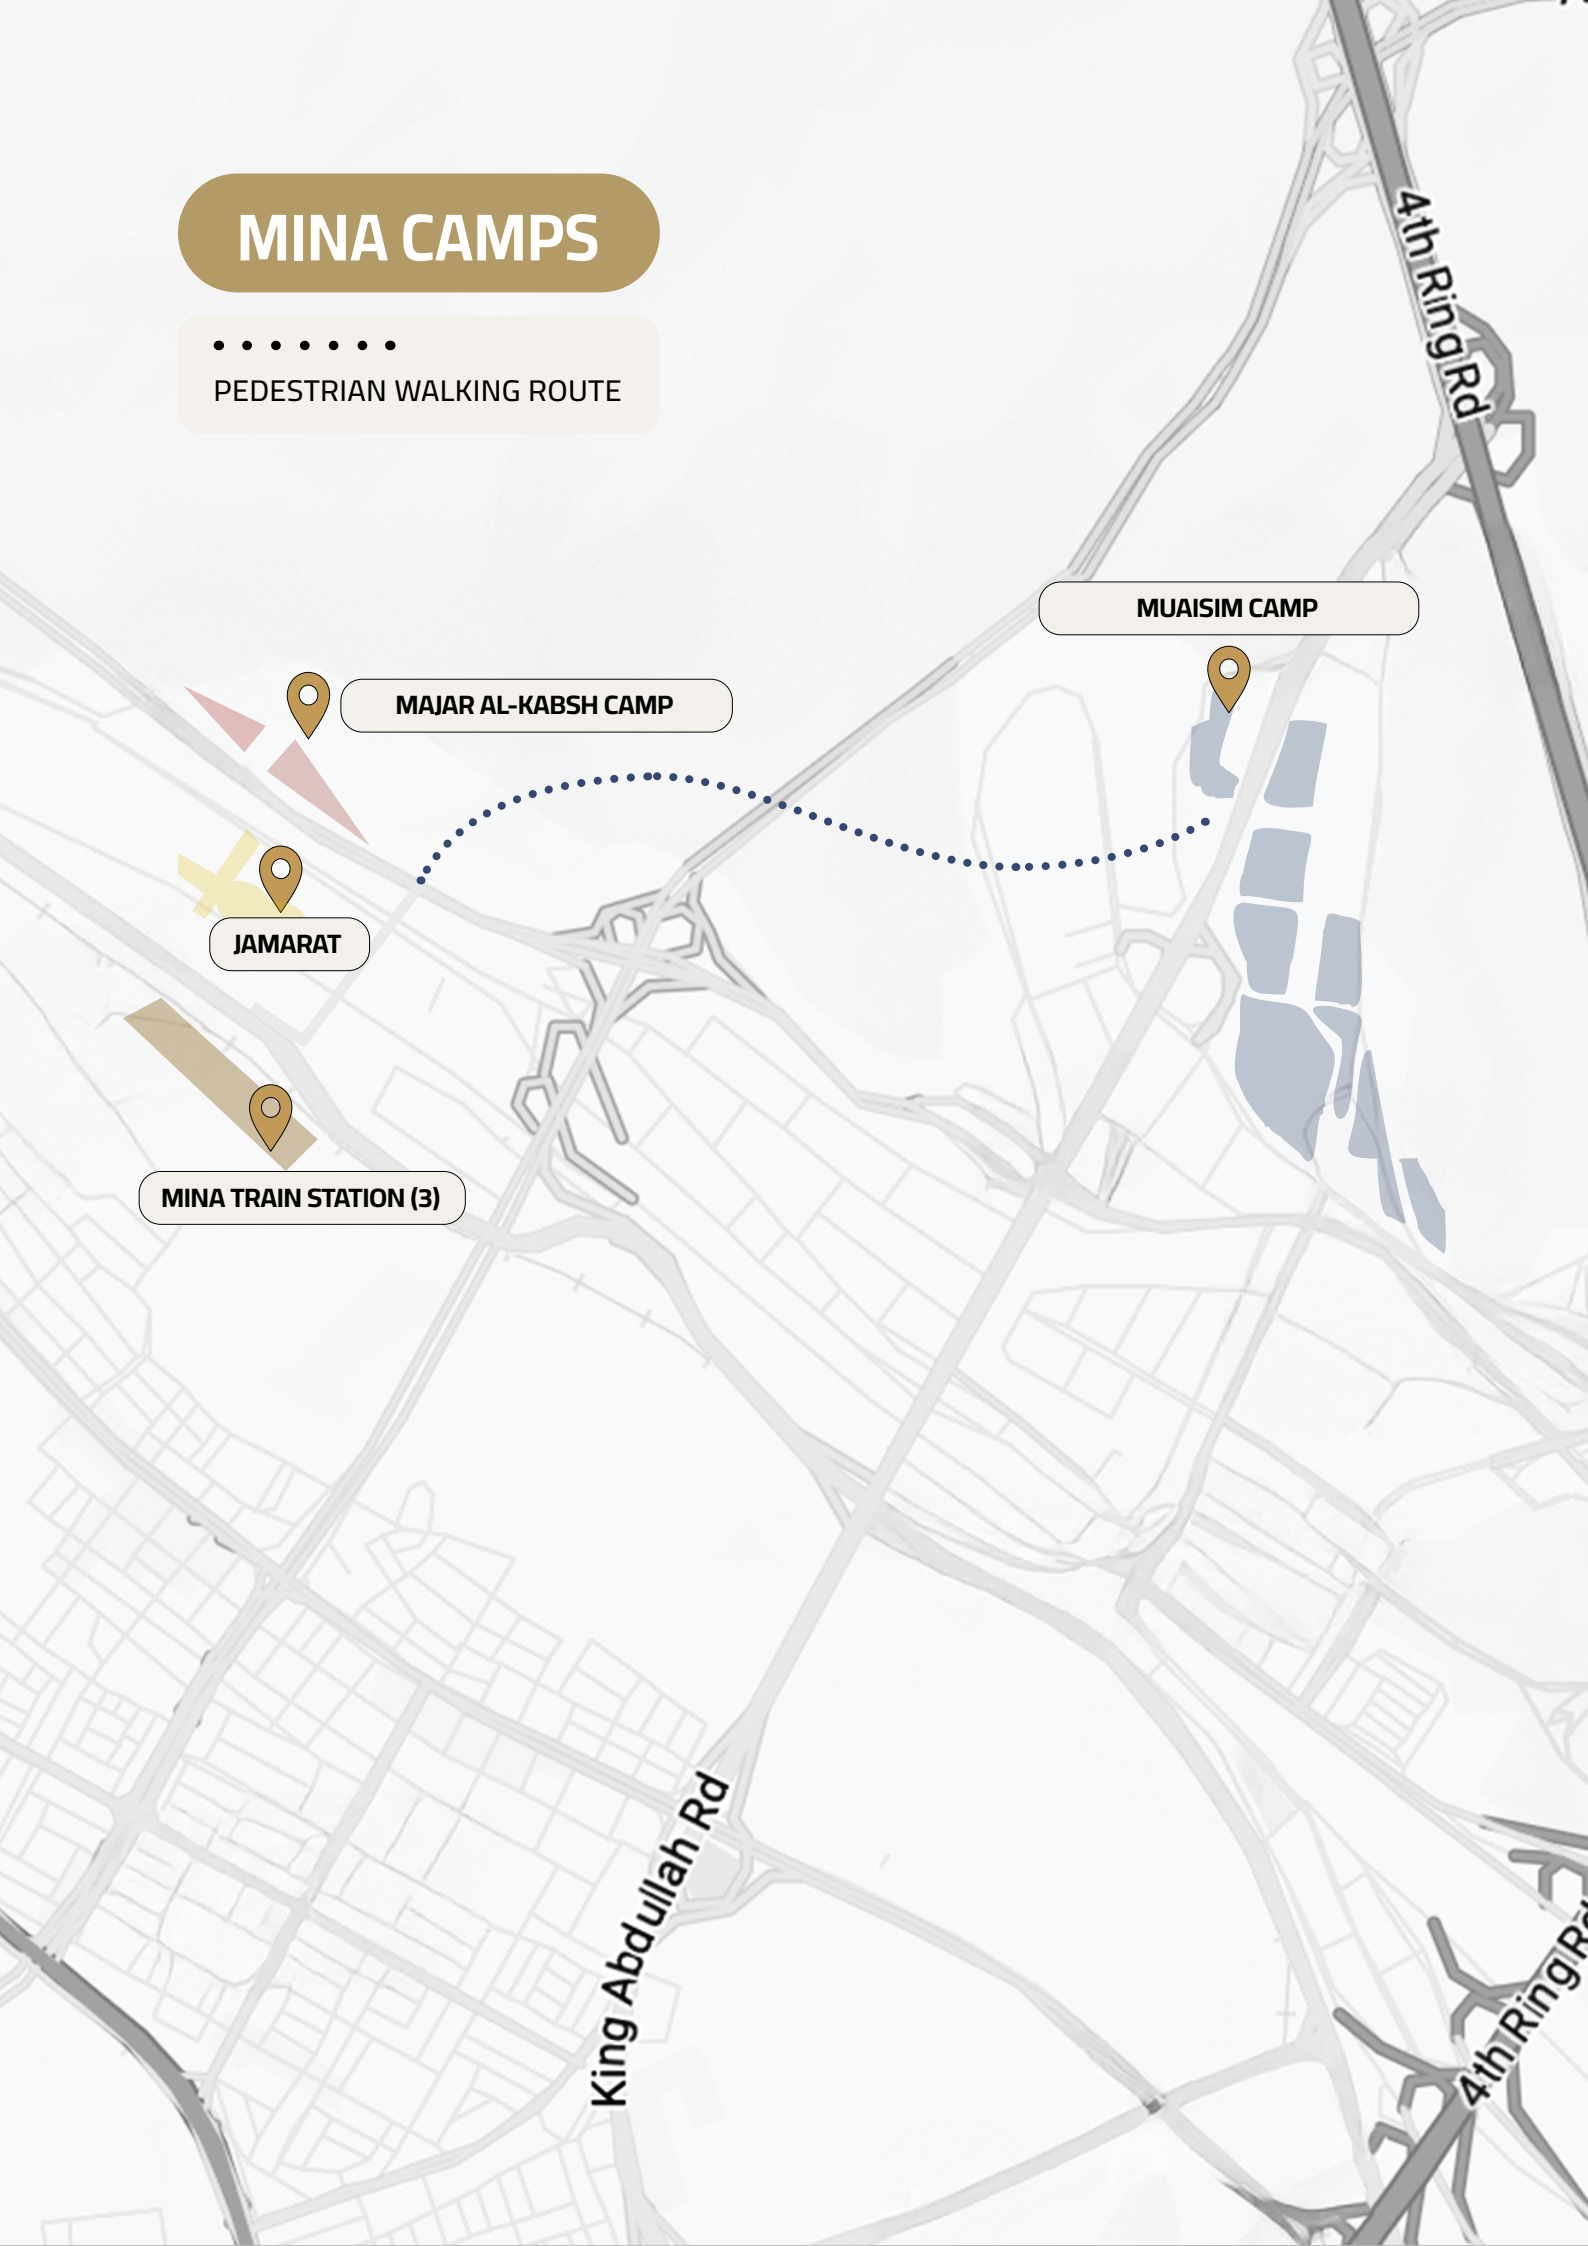 MINA CAMPS
PEDESTRIAN WALKING ROUTE
4th Ring Rd
MUAISIM CAMP
MAJAR AL-KABSH CAMP
JAMARAT
MINA TRAIN STATION (3)
King Abdullah Rd
4th Ring Rd